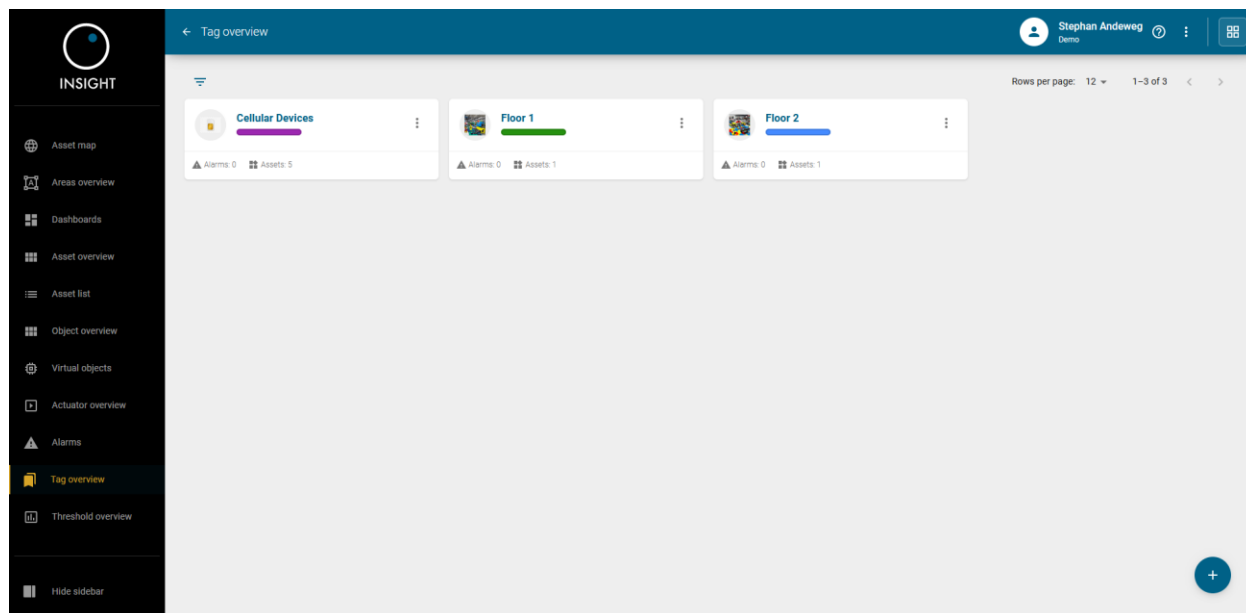 INSIGHT
Asset map
Areas overview
Dashboards
Asset overview
Asset list
Object overview
Virtual objects
Actuator overview
Alarms
Tag overview
Threshold overview
Hide sidebar
Tag overview
Stephan Andeweg
Demo
Rows per page: 12
1–3 of 3
Cellular Devices
Alarms: 0 Assets: 5
Floor 1
Alarms: 0 Assets: 1
Floor 2
Alarms: 0 Assets: 1